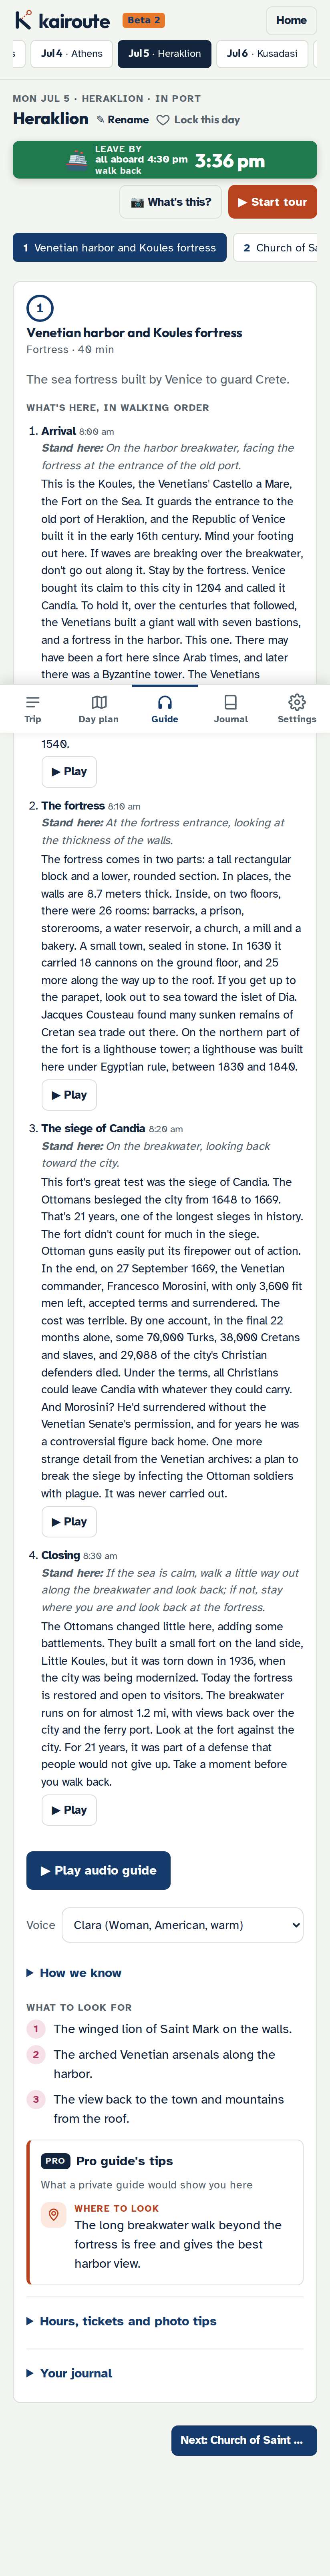 kairoute Beta 2 Home
s Jul 4 · Athens Jul 5 · Heraklion Jul 6 · Kusadasi
MON JUL 5 · HERAKLION · IN PORT
Heraklion ✎ Rename ♡ Lock this day
LEAVE BY
all aboard 4:30 pm
walk back
3:36 pm
📷 What's this? ▶ Start tour
1 Venetian harbor and Koules fortress 2 Church of Sa
1
Venetian harbor and Koules fortress
Fortress · 40 min
The sea fortress built by Venice to guard Crete.
WHAT'S HERE, IN WALKING ORDER
1. Arrival 8:00 am
Stand here: On the harbor breakwater, facing the
fortress at the entrance of the old port.
This is the Koules, the Venetians' Castello a Mare,
the Fort on the Sea. It guards the entrance to the
old port of Heraklion, and the Republic of Venice
built it in the early 16th century. Mind your footing
out here. If waves are breaking over the breakwater,
don't go out along it. Stay by the fortress. Venice
bought its claim to this city in 1204 and called it
Candia. To hold it, over the centuries that followed,
the Venetians built a giant wall with seven bastions,
and a fortress in the harbor. This one. There may
have been a fort here since Arab times, and later
there was a Byzantine tower. The Venetians
Trip Day plan Guide Journal Settings
1540.
▶ Play
2. The fortress 8:10 am
Stand here: At the fortress entrance, looking at
the thickness of the walls.
The fortress comes in two parts: a tall rectangular
block and a lower, rounded section. In places, the
walls are 8.7 meters thick. Inside, on two floors,
there were 26 rooms: barracks, a prison,
storerooms, a water reservoir, a church, a mill and a
bakery. A small town, sealed in stone. In 1630 it
carried 18 cannons on the ground floor, and 25
more along the way up to the roof. If you get up to
the parapet, look out to sea toward the islet of Dia.
Jacques Cousteau found many sunken remains of
Cretan sea trade out there. On the northern part of
the fort is a lighthouse tower; a lighthouse was built
here under Egyptian rule, between 1830 and 1840.
▶ Play
3. The siege of Candia 8:20 am
Stand here: On the breakwater, looking back
toward the city.
This fort's great test was the siege of Candia. The
Ottomans besieged the city from 1648 to 1669.
That's 21 years, one of the longest sieges in history.
The fort didn't count for much in the siege.
Ottoman guns easily put its firepower out of action.
In the end, on 27 September 1669, the Venetian
commander, Francesco Morosini, with only 3,600 fit
men left, accepted terms and surrendered. The
cost was terrible. By one account, in the final 22
months alone, some 70,000 Turks, 38,000 Cretans
and slaves, and 29,088 of the city's Christian
defenders died. Under the terms, all Christians
could leave Candia with whatever they could carry.
And Morosini? He'd surrendered without the
Venetian Senate's permission, and for years he was
a controversial figure back home. One more
strange detail from the Venetian archives: a plan to
break the siege by infecting the Ottoman soldiers
with plague. It was never carried out.
▶ Play
4. Closing 8:30 am
Stand here: If the sea is calm, walk a little way out
along the breakwater and look back; if not, stay
where you are and look back at the fortress.
The Ottomans changed little here, adding some
battlements. They built a small fort on the land side,
Little Koules, but it was torn down in 1936, when
the city was being modernized. Today the fortress
is restored and open to visitors. The breakwater
runs on for almost 1.2 mi, with views back over the
city and the ferry port. Look at the fort against the
city. For 21 years, it was part of a defense that
people would not give up. Take a moment before
you walk back.
▶ Play
▶ Play audio guide
Voice Clara (Woman, American, warm)
▶ How we know
WHAT TO LOOK FOR
1 The winged lion of Saint Mark on the walls.
2 The arched Venetian arsenals along the
harbor.
3 The view back to the town and mountains
from the roof.
PRO Pro guide's tips
What a private guide would show you here
WHERE TO LOOK
The long breakwater walk beyond the
fortress is free and gives the best
harbor view.
▶ Hours, tickets and photo tips
▶ Your journal
Next: Church of Saint ...